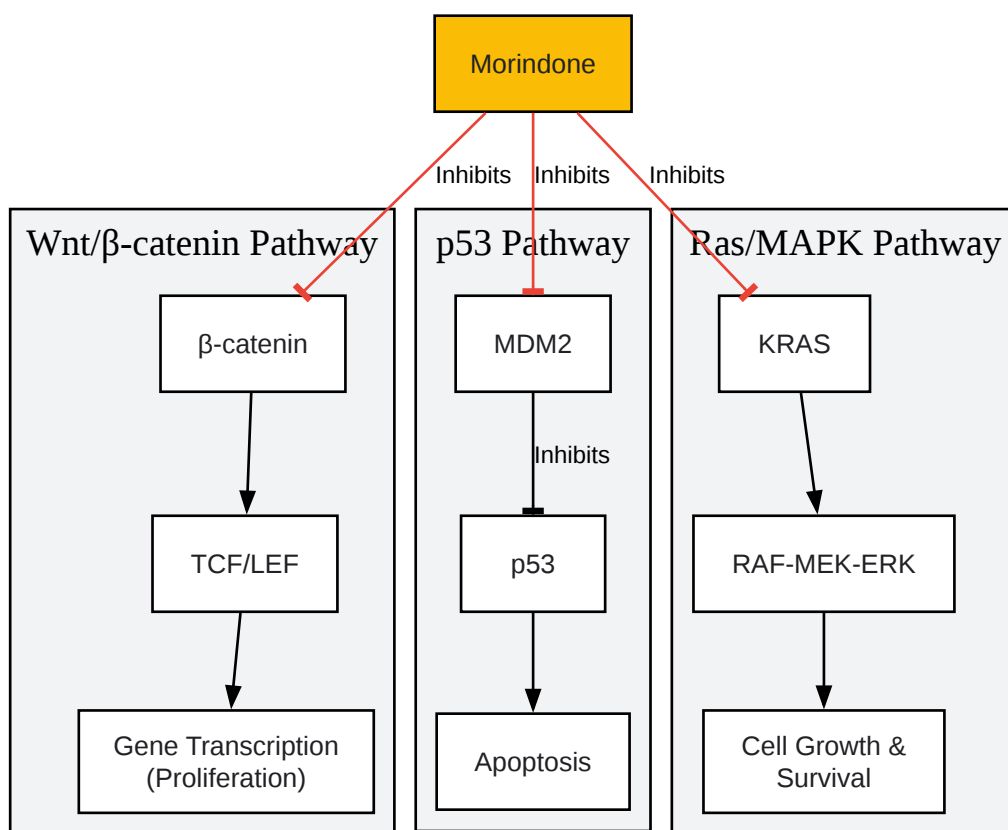 Morindone
Inhibits
Inhibits
Inhibits
Wnt/β-catenin Pathway
p53 Pathway
Ras/MAPK Pathway
β-catenin
MDM2
KRAS
Inhibits
TCF/LEF
p53
RAF-MEK-ERK
Gene Transcription
(Proliferation)
Apoptosis
Cell Growth &
Survival